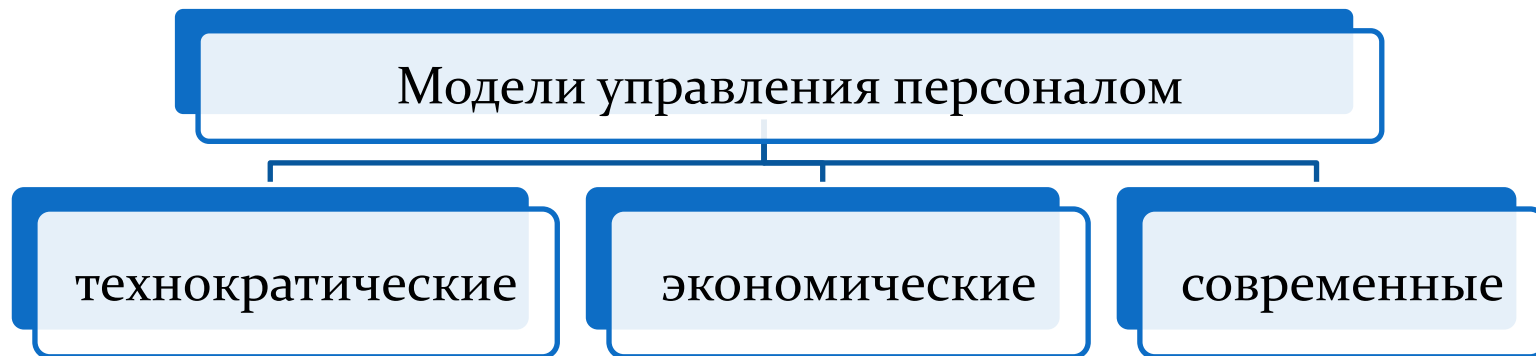 Модели управления персоналом
технократические
экономические
современные